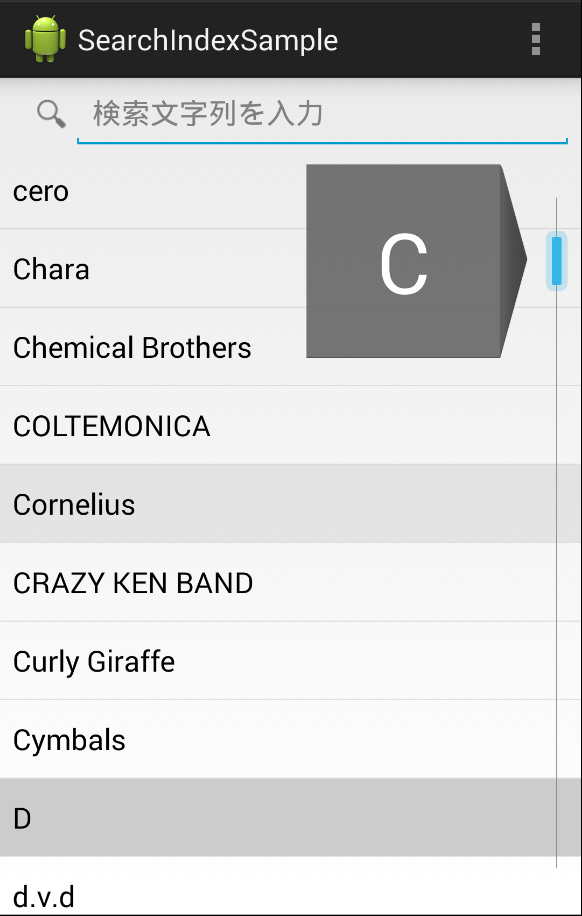 SearchIndexSample
検索文字列を入力
cero
C
Chara
Chemical Brothers
COLTEMONICA
Cornelius
CRAZY KEN BAND
Curly Giraffe
Cymbals
D
d.v.d